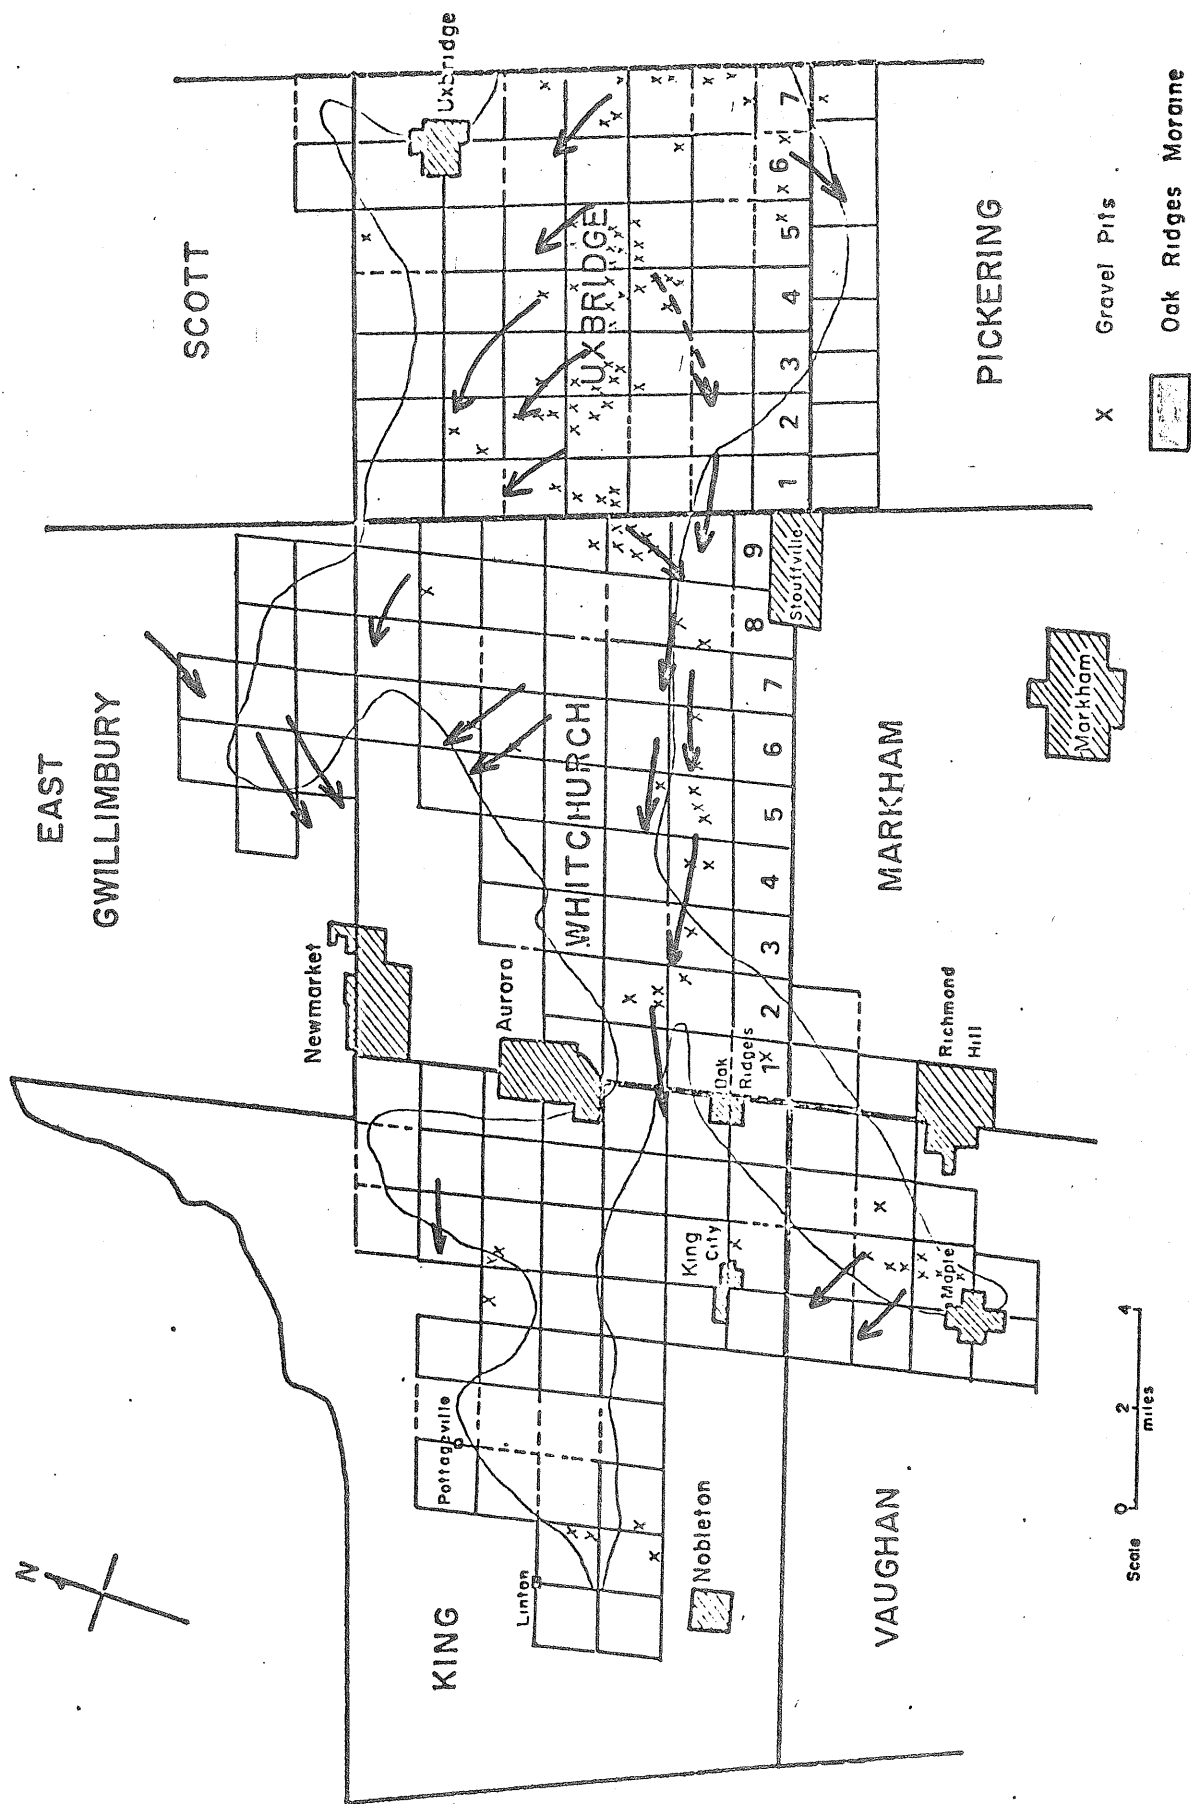 N
SCOTT
EAST
GWILLIMBURY
Uxbridge
Newmarket
Aurora
UXBRIDGE
WHITCHURCH
Pottageville
Linton
KING
King
City
Oak
Ridges
Nobleton
1
2
3
4
5
6
7
8
9
1
2
3
4
5
6
7
Stouffville
Markham
MARKHAM
Richmond
Hill
Maple
VAUGHAN
PICKERING
X Gravel Pits
Oak Ridges Moraine
Scale
0 2 4
miles